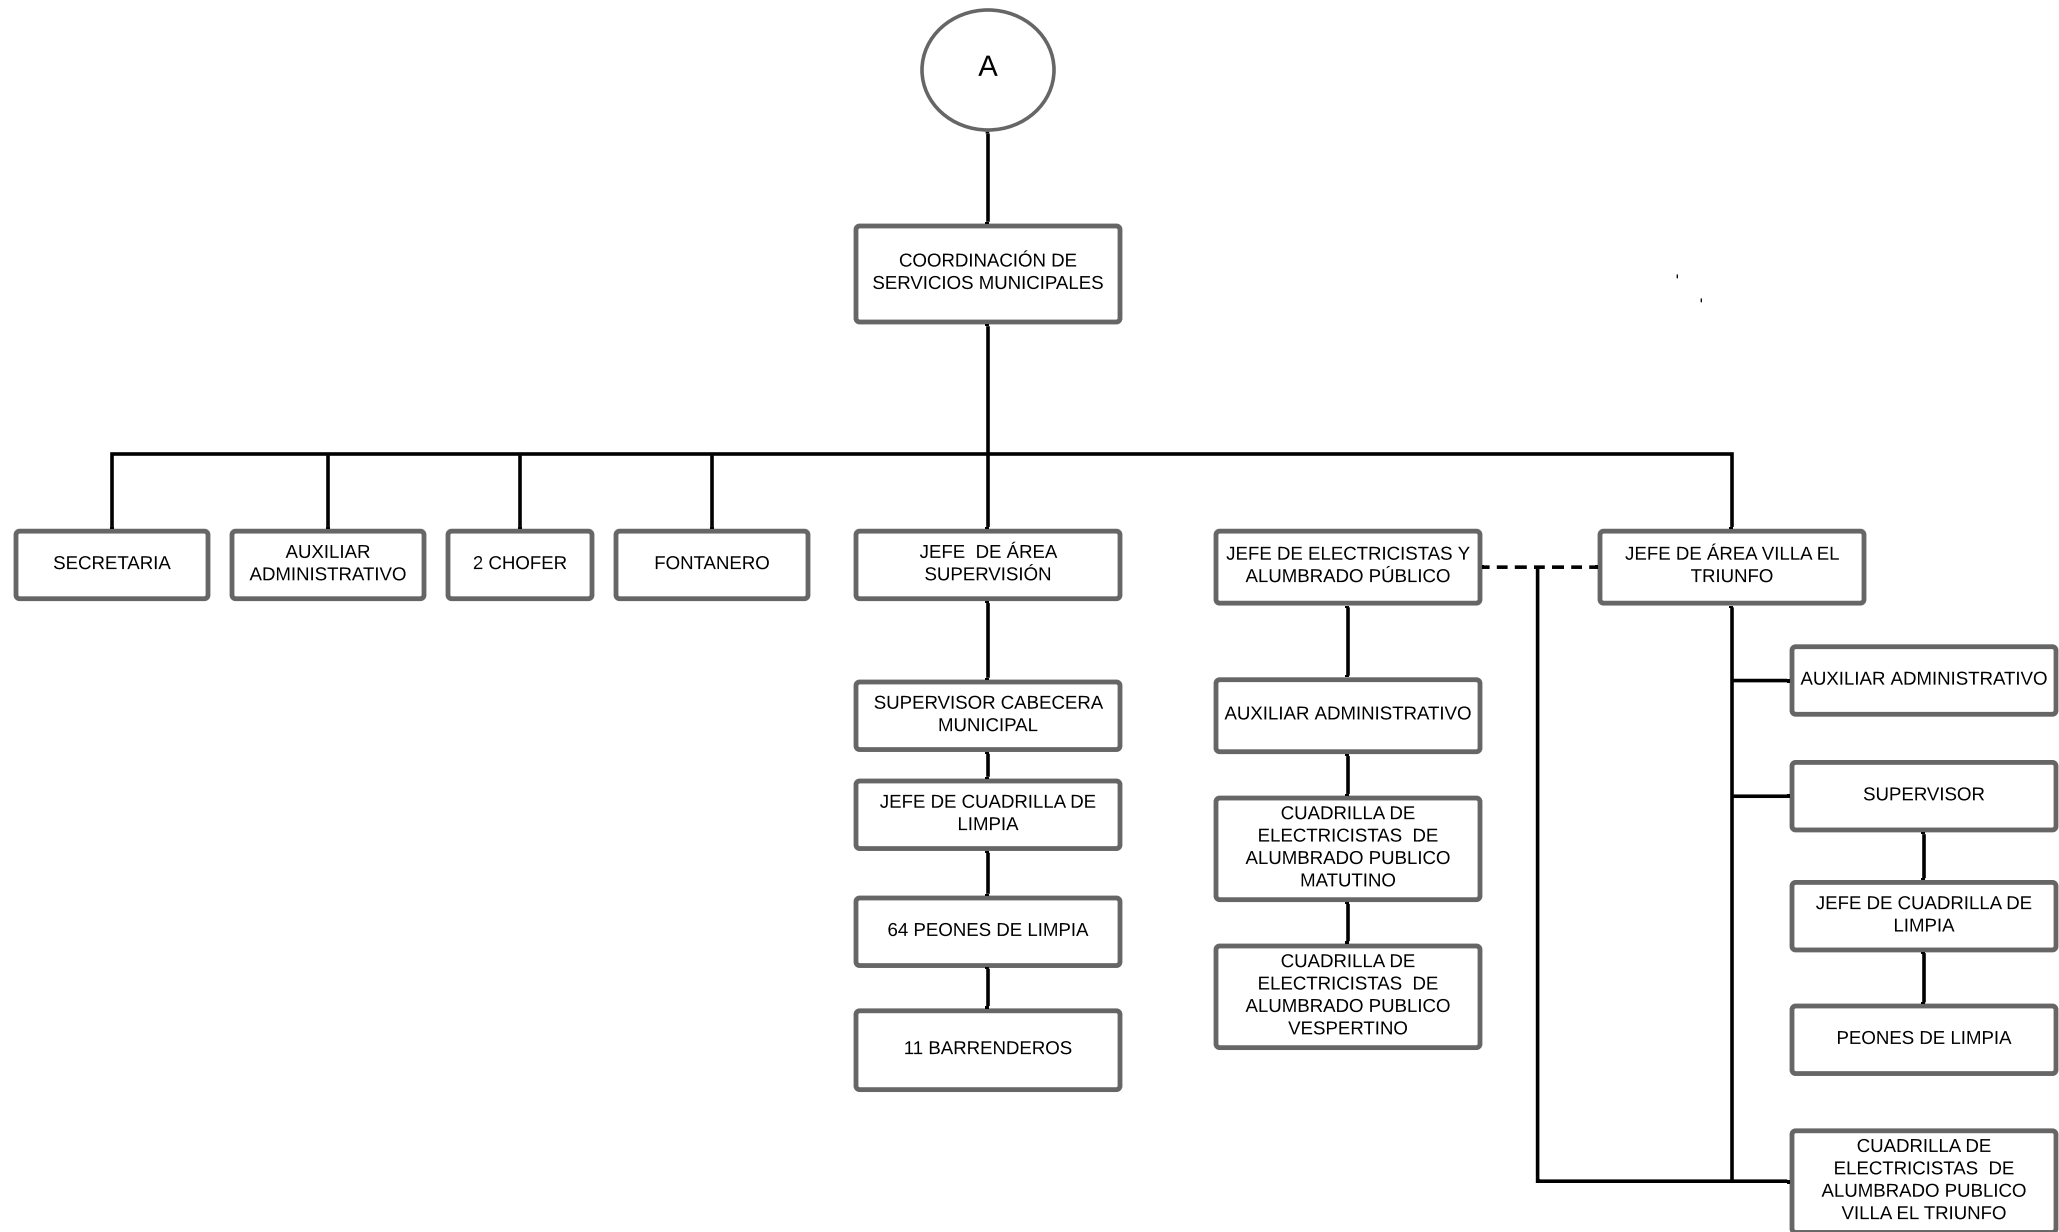 A
COORDINACIÓN DE
SERVICIOS MUNICIPALES
SECRETARIA
AUXILIAR
ADMINISTRATIVO
2 CHOFER
FONTANERO
JEFE DE ÁREA
SUPERVISIÓN
JEFE DE ELECTRICISTAS Y
ALUMBRADO PÚBLICO
JEFE DE ÁREA VILLA EL
TRIUNFO
SUPERVISOR CABECERA
MUNICIPAL
JEFE DE CUADRILLA DE
LIMPIA
64 PEONES DE LIMPIA
11 BARRENDEROS
AUXILIAR ADMINISTRATIVO
CUADRILLA DE
ELECTRICISTAS DE
ALUMBRADO PUBLICO
MATUTINO
CUADRILLA DE
ELECTRICISTAS DE
ALUMBRADO PUBLICO
VESPERTINO
AUXILIAR ADMINISTRATIVO
SUPERVISOR
JEFE DE CUADRILLA DE
LIMPIA
PEONES DE LIMPIA
CUADRILLA DE
ELECTRICISTAS DE
ALUMBRADO PUBLICO
VILLA EL TRIUNFO